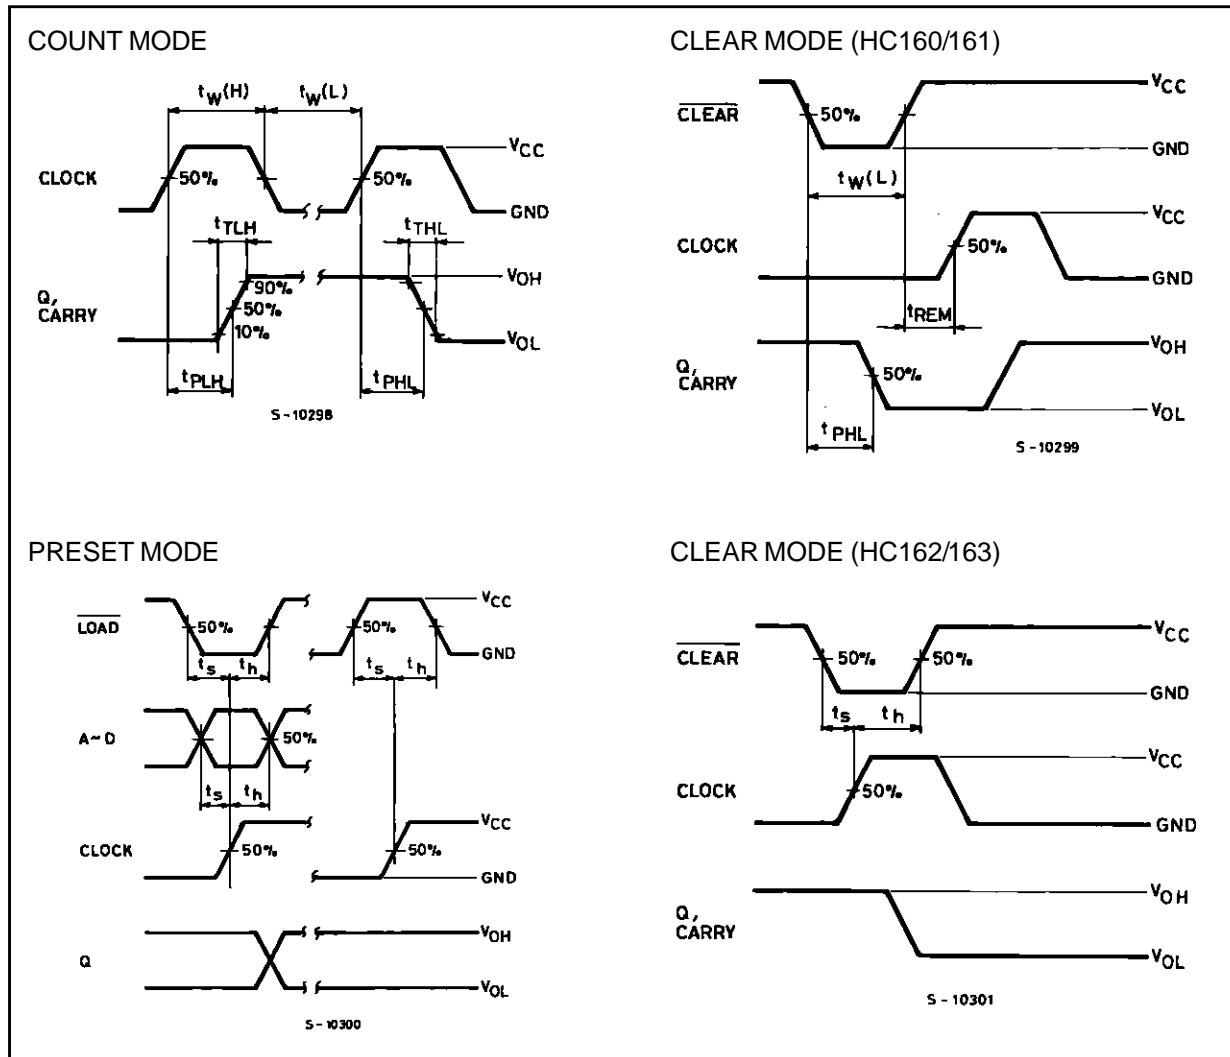 COUNT MODE
tW(H) tW(L)
VCC
CLOCK 50% 50%
GND
tTLH tTHL
VOH
90%
Q,
50%
CARRY
10%
VOL
tPLH tPHL
S-10298
CLEAR MODE (HC160/161)
VCC
CLEAR 50%
GND
tW(L)
VCC
CLOCK 50%
GND
tREM
VOH
Q,
50%
CARRY
VOL
tPHL
S-10299
PRESET MODE
VCC
LOAD 50% 50%
GND
ts th ts th
A~D 50%
ts th
VCC
CLOCK 50% 50%
GND
VOH
Q
VOL
S-10300
CLEAR MODE (HC162/163)
VCC
CLEAR 50% 50%
GND
ts th
VCC
CLOCK 50%
GND
VOH
Q,
CARRY
VOL
S-10301